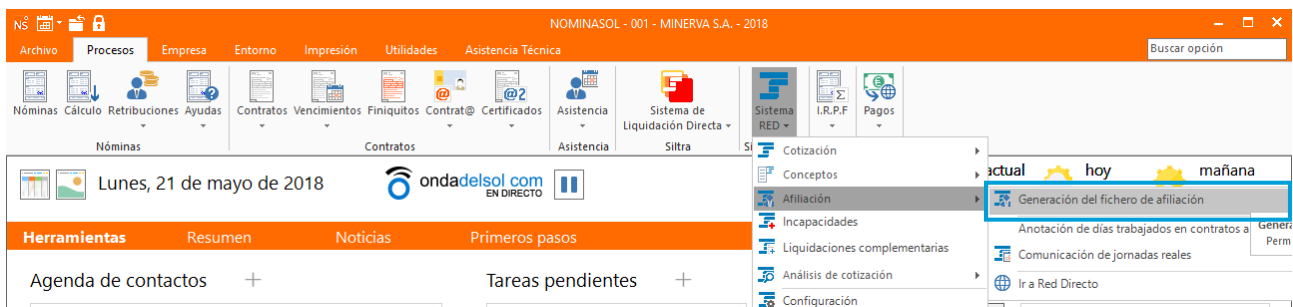 NS
NOMINASOL - 001 - MINERVA S.A. - 2018
Archivo Procesos Empresa Entorno Impresión Utilidades Asistencia Técnica Buscar opción
Nóminas Cálculo Retribuciones Ayudas Contratos Vencimientos Finiquitos Contrat@ Certificados Asistencia Sistema de Liquidación Directa Sistema RED I.R.P.F Pagos
Nóminas Contratos Asistencia Siltra Si
Cotización
Conceptos
Afiliación
Incapacidades
Liquidaciones complementarias
Análisis de cotización
Configuración
Generación del fichero de afiliación
Anotación de días trabajados en contratos a
Comunicación de jornadas reales
Ir a Red Directo
Genera
Perm
Lunes, 21 de mayo de 2018
ondadelsol com
EN DIRECTO
actual hoy mañana
Herramientas Resumen Noticias Primeros pasos
Agenda de contactos
Tareas pendientes